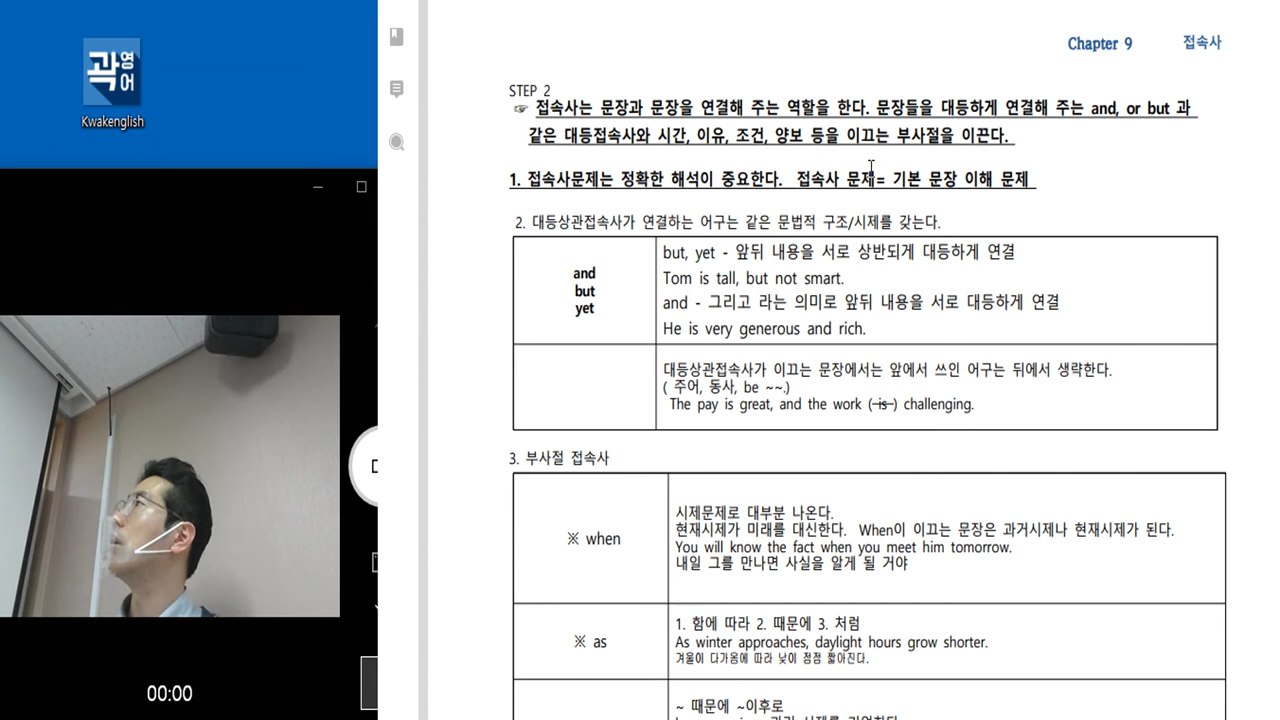 곽영어
Kwakenglish
00:00
Chapter 9 접속사
STEP 2
☞ 접속사는 문장과 문장을 연결해 주는 역할을 한다. 문장들을 대등하게 연결해 주는 and, or but 과
같은 대등접속사와 시간, 이유, 조건, 양보 등을 이끄는 부사절을 이끈다.
1. 접속사문제는 정확한 해석이 중요한다. 접속사 문제= 기본 문장 이해 문제
2. 대등상관접속사가 연결하는 어구는 같은 문법적 구조/시제를 갖는다.
and
but
yet
but, yet - 앞뒤 내용을 서로 상반되게 대등하게 연결
Tom is tall, but not smart.
and - 그리고 라는 의미로 앞뒤 내용을 서로 대등하게 연결
He is very generous and rich.
대등상관접속사가 이끄는 문장에서는 앞에서 쓰인 어구는 뒤에서 생략한다.
( 주어, 동사, be ~~.)
The pay is great, and the work ( is ) challenging.
3. 부사절 접속사
※ when
시제문제로 대부분 나온다.
현재시제가 미래를 대신한다. When이 이끄는 문장은 과거시제나 현재시제가 된다.
You will know the fact when you meet him tomorrow.
내일 그를 만나면 사실을 알게 될 거야
※ as
1. 함에 따라 2. 때문에 3. 처럼
As winter approaches, daylight hours grow shorter.
겨울이 다가옴에 따라 낮이 점점 짧아진다.
~ 때문에 ~이후로